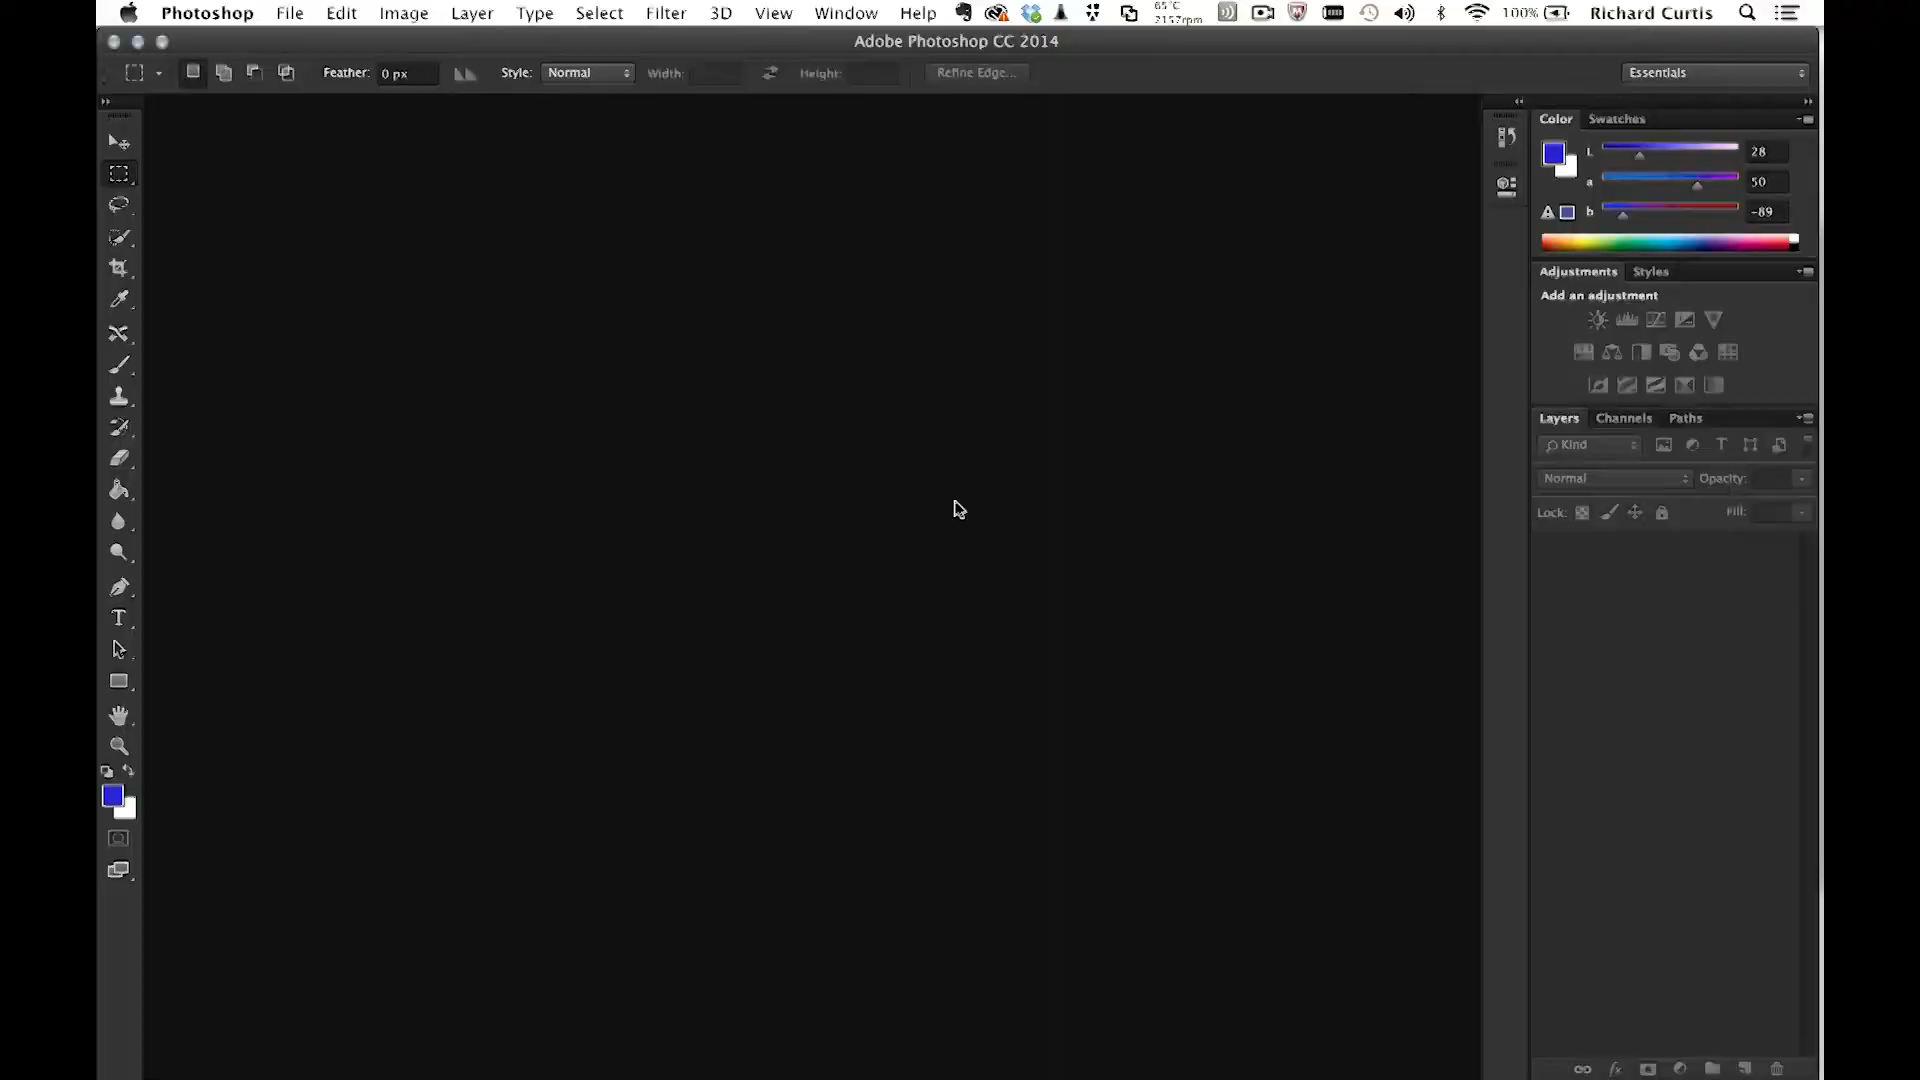 Photoshop File Edit Image Layer Type Select Filter 3D View Window Help 65°C 2157rpm 100% Richard Curtis
Adobe Photoshop CC 2014
Feather: 0 px Style: Normal Width: Height: Refine Edge... Essentials
Color Swatches
L 28
a 50
b -89
Adjustments Styles
Add an adjustment
Layers Channels Paths
Kind
Normal Opacity:
Lock: Fill: